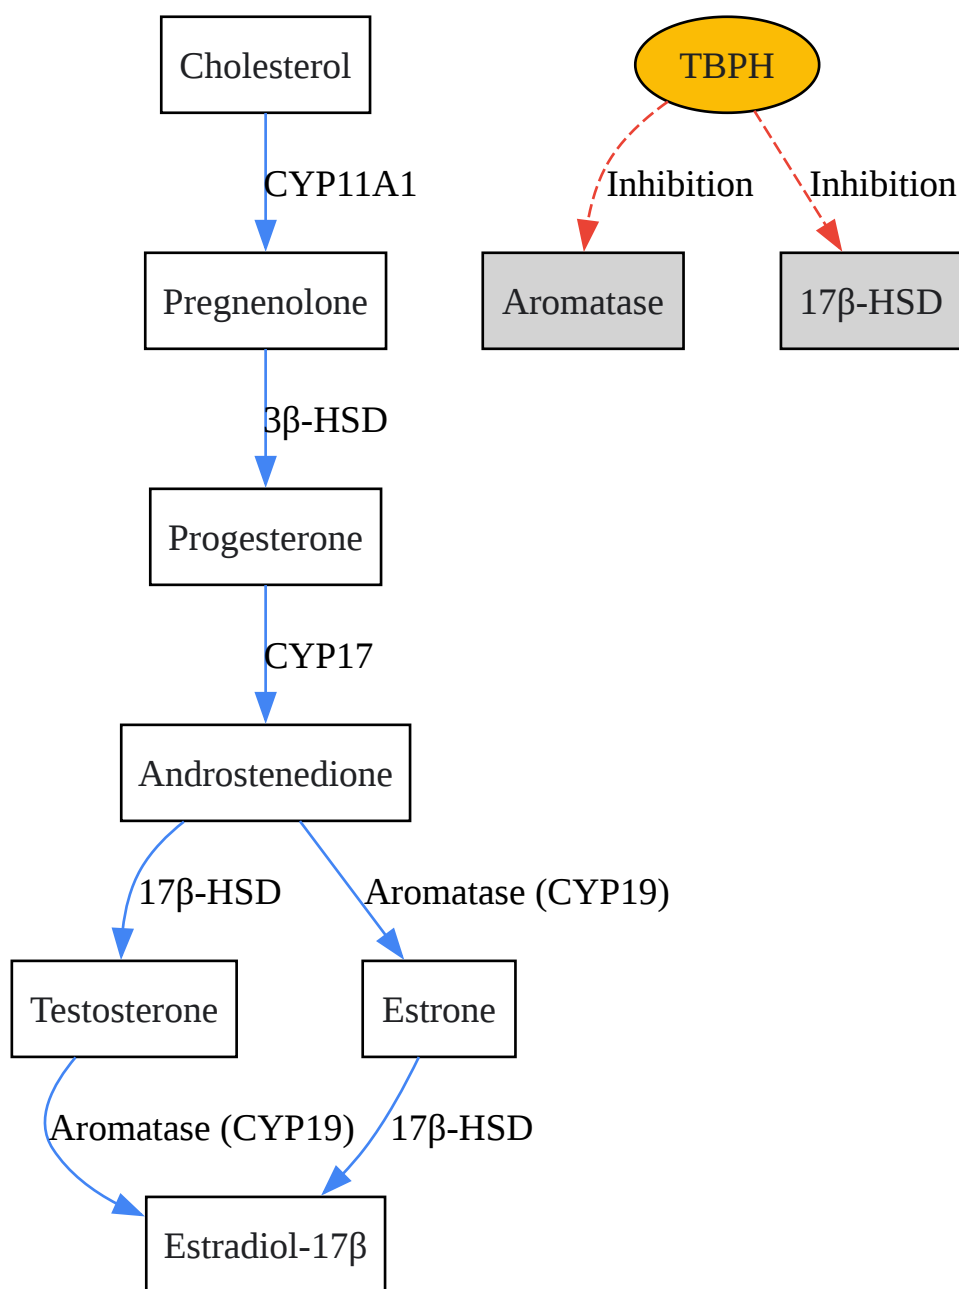 Cholesterol
TBPH
CYP11A1
Inhibition
Inhibition
Pregnenolone
Aromatase
17β-HSD
3β-HSD
Progesterone
CYP17
Androstenedione
17β-HSD
Aromatase (CYP19)
Testosterone
Estrone
Aromatase (CYP19)
17β-HSD
Estradiol-17β